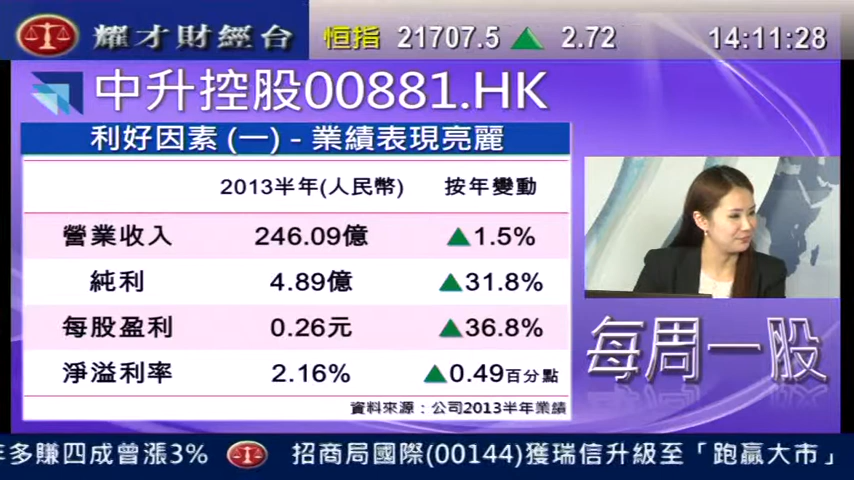 耀才財經台
恒指 21707.5 ▲ 2.72 14:11:28
中升控股00881.HK
利好因素 (一) - 業績表現亮麗
2013半年(人民幣) 按年變動
營業收入 246.09億 ▲1.5%
純利 4.89億 ▲31.8%
每股盈利 0.26元 ▲36.8%
淨溢利率 2.16% ▲0.49百分點
資料來源：公司2013半年業績
每周一股
年多賺四成曾漲3% 招商局國際(00144)獲瑞信升級至「跑贏大市」